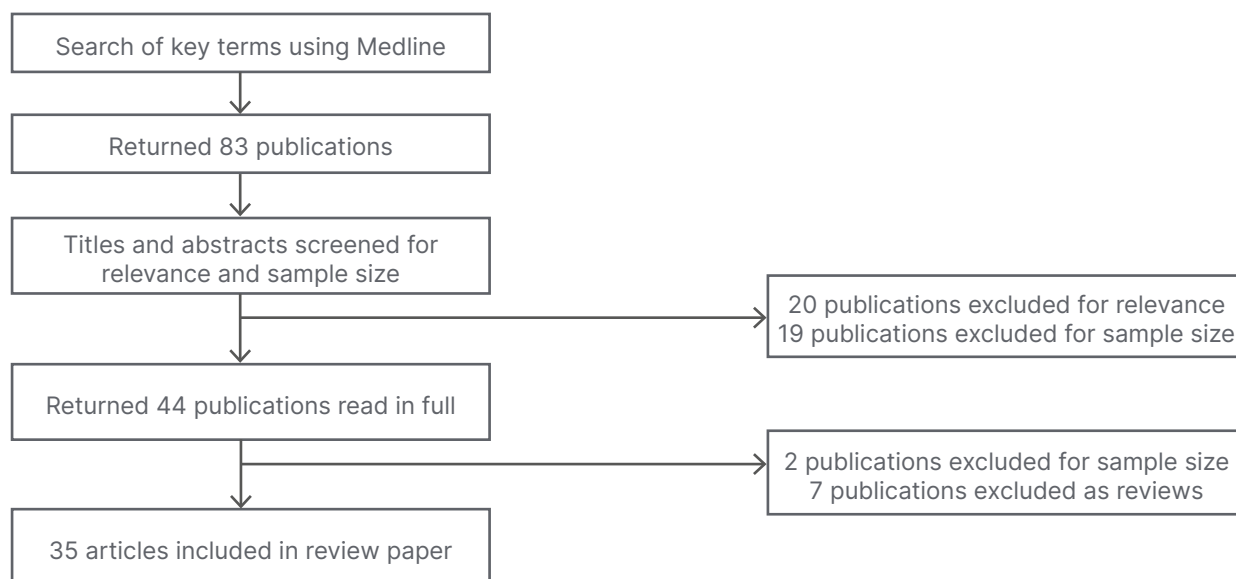 Search of key terms using Medline
Returned 83 publications
Titles and abstracts screened for
relevance and sample size
20 publications excluded for relevance
19 publications excluded for sample size
Returned 44 publications read in full
2 publications excluded for sample size
7 publications excluded as reviews
35 articles included in review paper